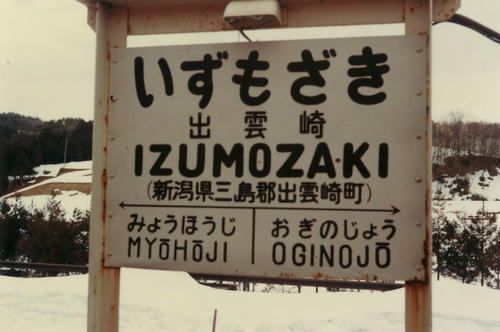 いずもざき
出雲崎
IZUMOZAKI
(新潟県三島郡出雲崎町)
みょうほうじ おぎのじょう
MYŌHŌJI OGINOJŌ